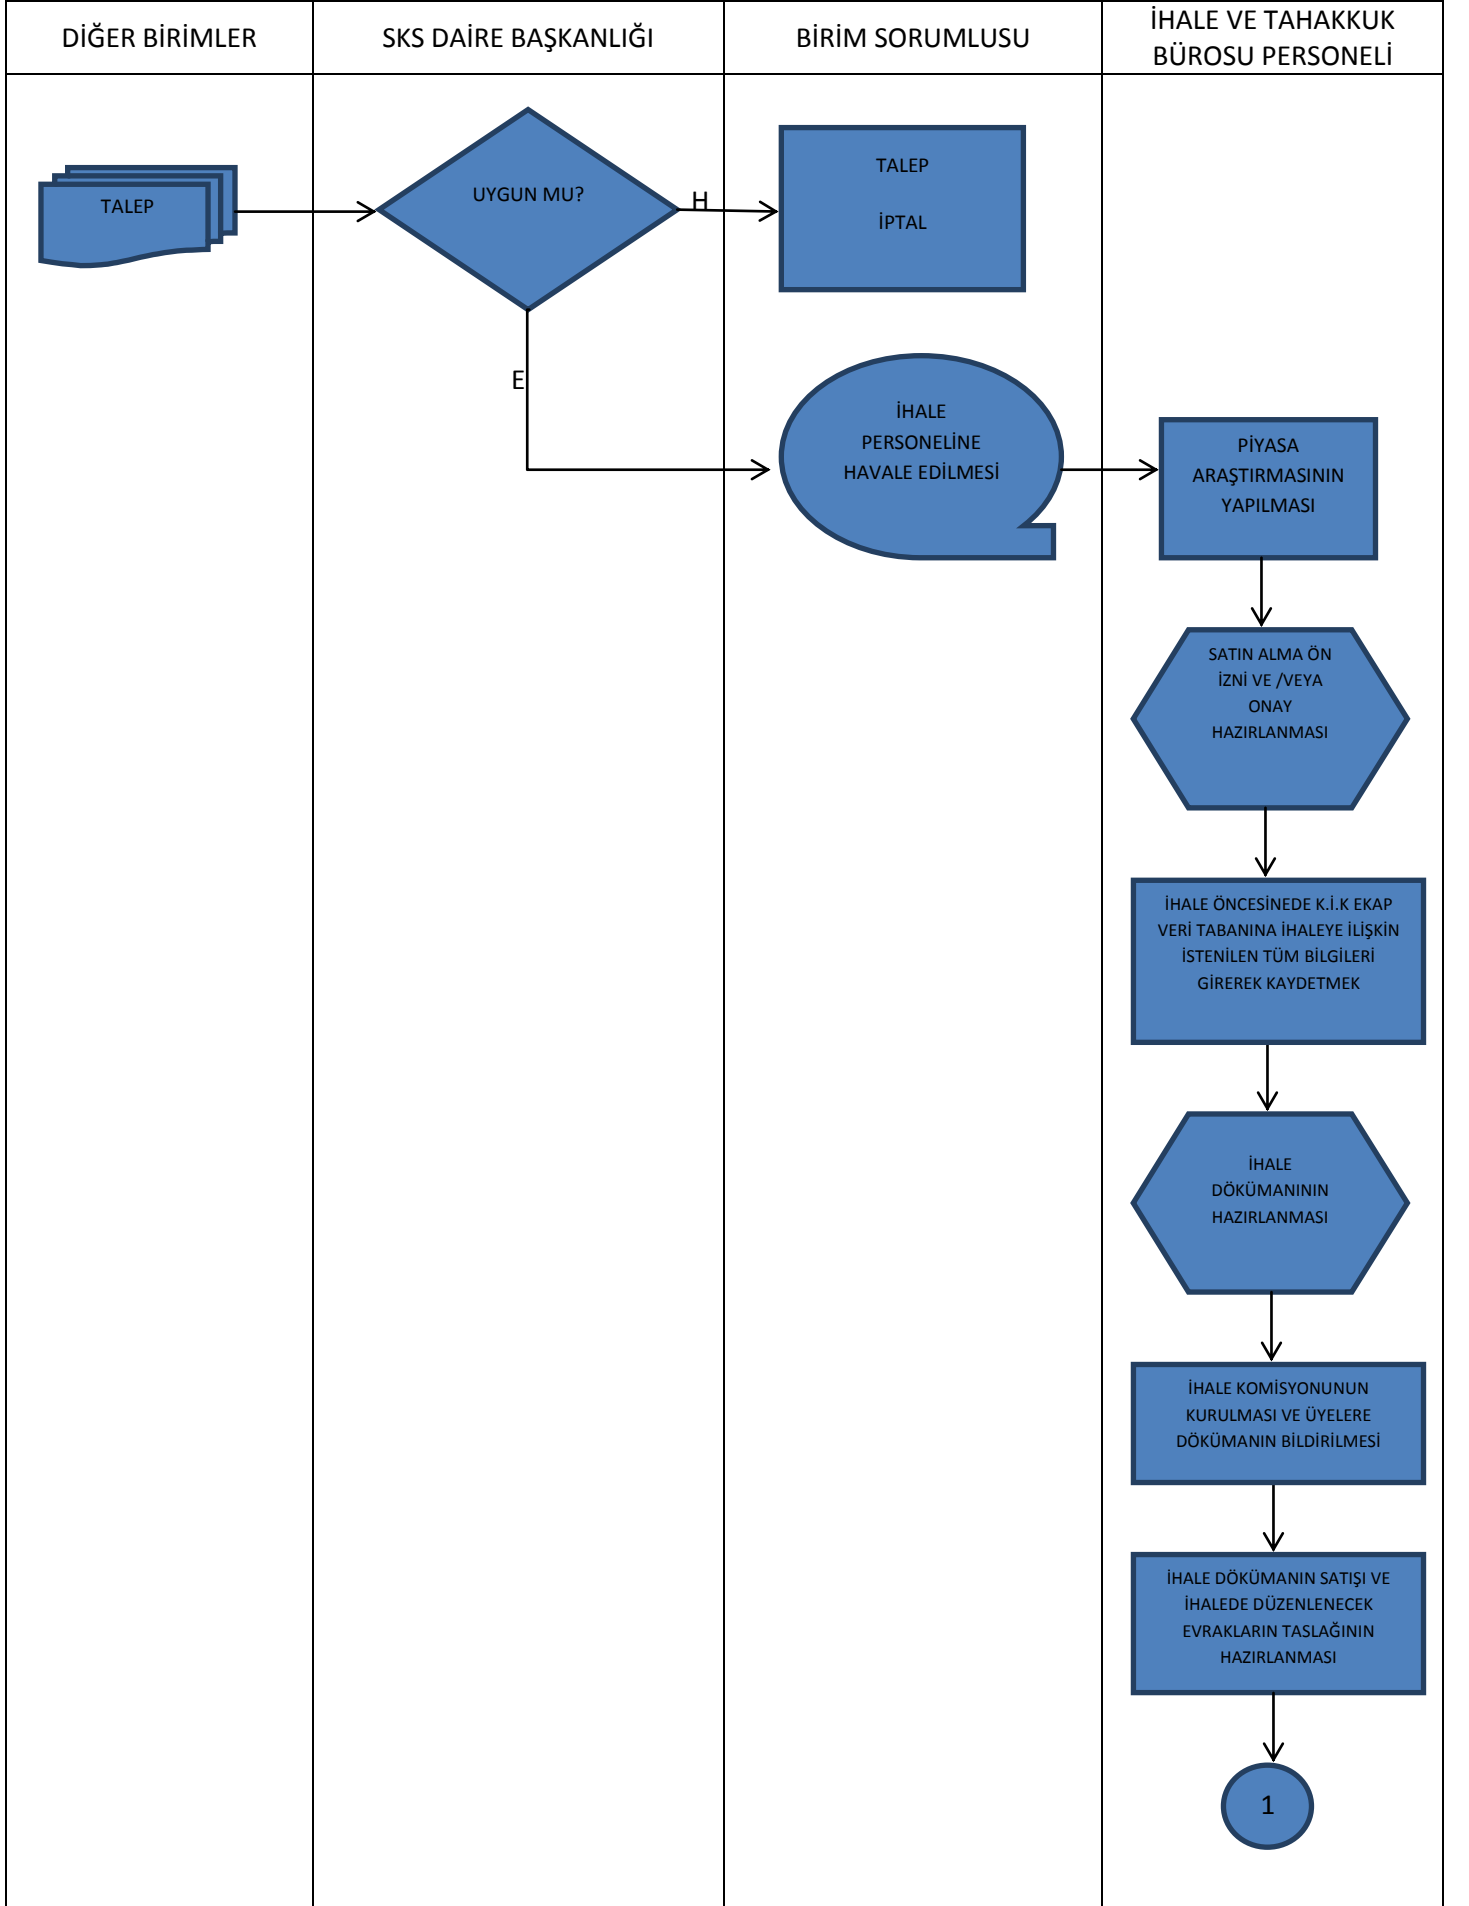 DİĞER BİRİMLER
SKS DAİRE BAŞKANLIĞI
BİRİM SORUMLUSU
İHALE VE TAHAKKUK
BÜROSU PERSONELİ
TALEP
UYGUN MU?
H
TALEP
İPTAL
E
İHALE
PERSONELİNE
HAVALE EDİLMESİ
PİYASA
ARAŞTIRMASININ
YAPILMASI
SATIN ALMA ÖN
İZNİ VE /VEYA
ONAY
HAZIRLANMASI
İHALE ÖNCESİNEDE K.İ.K EKAP
VERİ TABANINA İHALEYE İLİŞKİN
İSTENİLEN TÜM BİLGİLERİ
GİREREK KAYDETMEK
İHALE
DÖKÜMANININ
HAZIRLANMASI
İHALE KOMİSYONUNUN
KURULMASI VE ÜYELERE
DÖKÜMANIN BİLDİRİLMESİ
İHALE DÖKÜMANIN SATIŞI VE
İHALEDE DÜZENLENECEK
EVRAKLARIN TASLAĞININ
HAZIRLANMASI
1